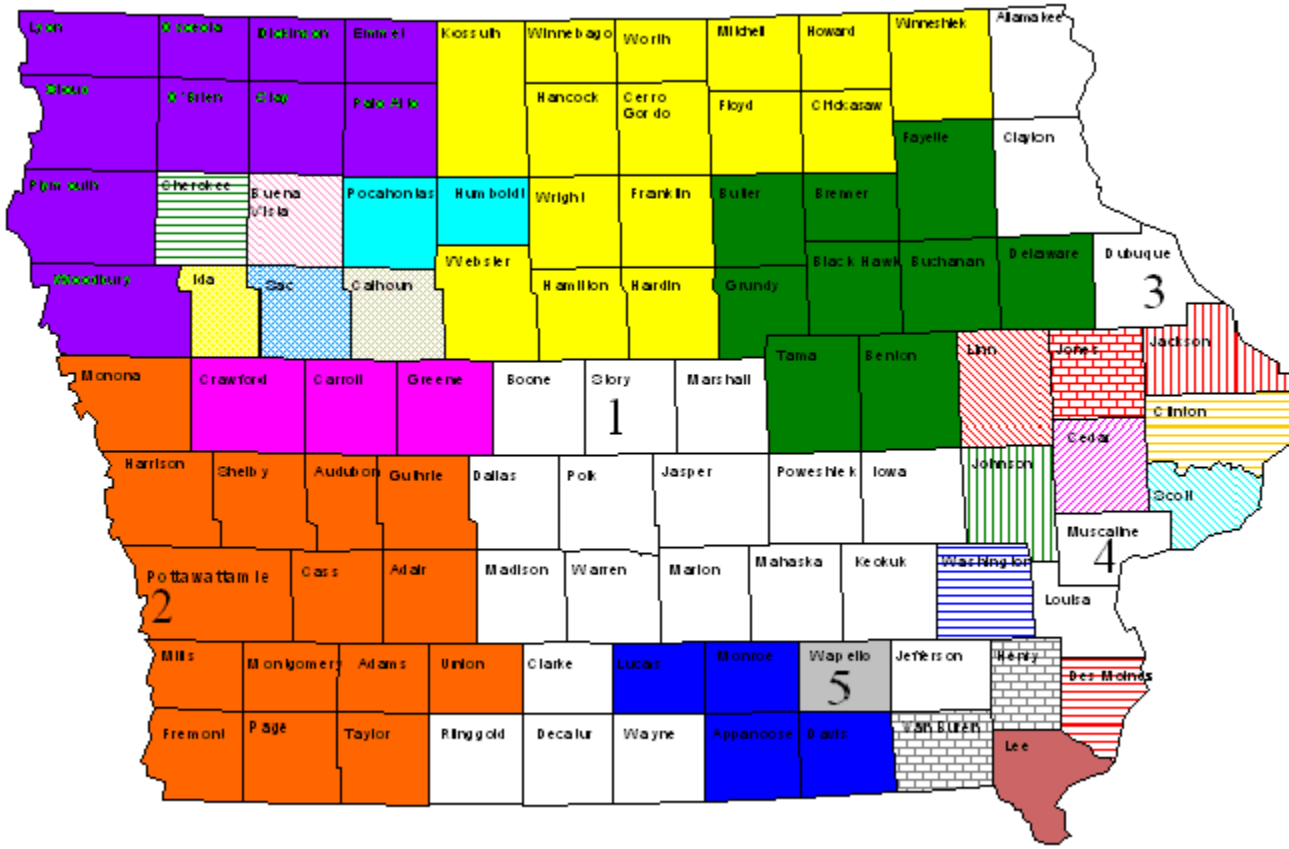 Lyon
Osceola
Dickinson
Emmet
Kossuth
Winnebago
Worth
Mitchell
Howard
Winneshiek
Allamakee
Sioux
O'Brien
Clay
Palo Alto
Hancock
Cerro
Gordo
Floyd
Chickasaw
Fayette
Clayton
Plymouth
Cherokee
Buena
Vista
Pocahontas
Humboldt
Wright
Franklin
Butler
Bremer
Woodbury
Ida
Sac
Calhoun
Webster
Hamilton
Hardin
Grundy
Black Hawk
Buchanan
Delaware
Dubuque
3
Monona
Crawford
Carroll
Greene
Boone
Story
1
Marshall
Tama
Benton
Linn
Jones
Jackson
Clinton
Harrison
Shelby
Audubon
Guthrie
Dallas
Polk
Jasper
Poweshiek
Iowa
Johnson
Cedar
Scott
Muscatine
4
Pottawattamie
2
Cass
Adair
Madison
Warren
Marion
Mahaska
Keokuk
Washington
Louisa
Mills
Montgomery
Adams
Union
Clarke
Lucas
Monroe
Wapello
5
Jefferson
Henry
Des Moines
Fremont
Page
Taylor
Ringgold
Decatur
Wayne
Appanoose
Davis
Van Buren
Lee